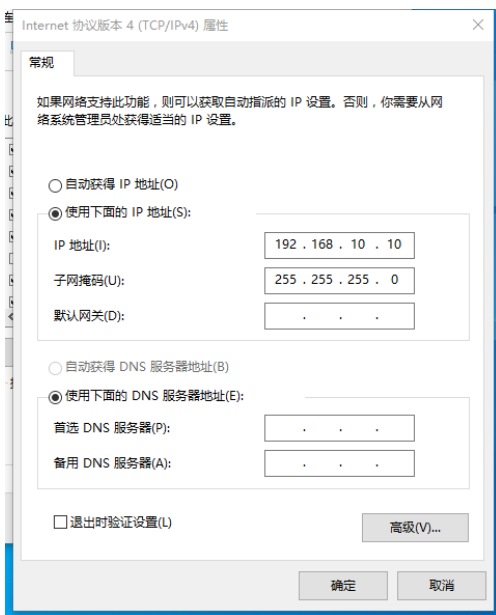 Internet 协议版本 4 (TCP/IPv4) 属性
常规
如果网络支持此功能，则可以获取自动指派的 IP 设置。否则，你需要从网
络系统管理员处获得适当的 IP 设置。
自动获得 IP 地址(O)
使用下面的 IP 地址(S):
IP 地址(I): 192 . 168 . 10 . 10
子网掩码(U): 255 . 255 . 255 . 0
默认网关(D): . . .
自动获得 DNS 服务器地址(B)
使用下面的 DNS 服务器地址(E):
首选 DNS 服务器(P): . . .
备用 DNS 服务器(A): . . .
退出时验证设置(L)
高级(V)...
确定 取消